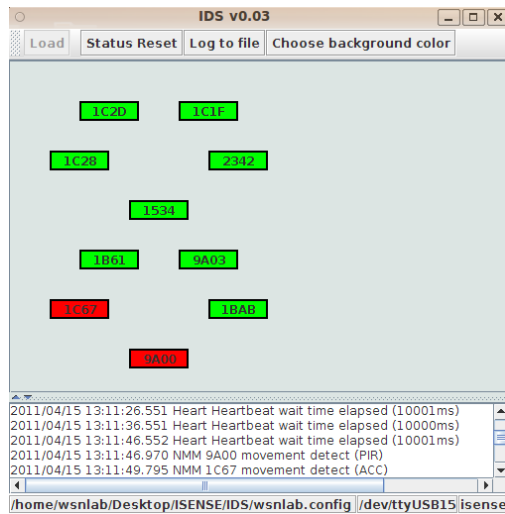 IDS v0.03
Load Status Reset Log to file Choose background color
1C2D 1C1F
1C28 2342
1534
1B61 9A03
1C67 1BAB
9A00
2011/04/15 13:11:26.551 Heart Heartbeat wait time elapsed (10001ms)
2011/04/15 13:11:36.551 Heart Heartbeat wait time elapsed (10000ms)
2011/04/15 13:11:46.552 Heart Heartbeat wait time elapsed (10001ms)
2011/04/15 13:11:46.970 NMM 9A00 movement detect (PIR)
2011/04/15 13:11:49.795 NMM 1C67 movement detect (ACC)
/home/wsnlab/Desktop/ISENSE/IDS/wsnlab.config /dev/ttyUSB15 isense